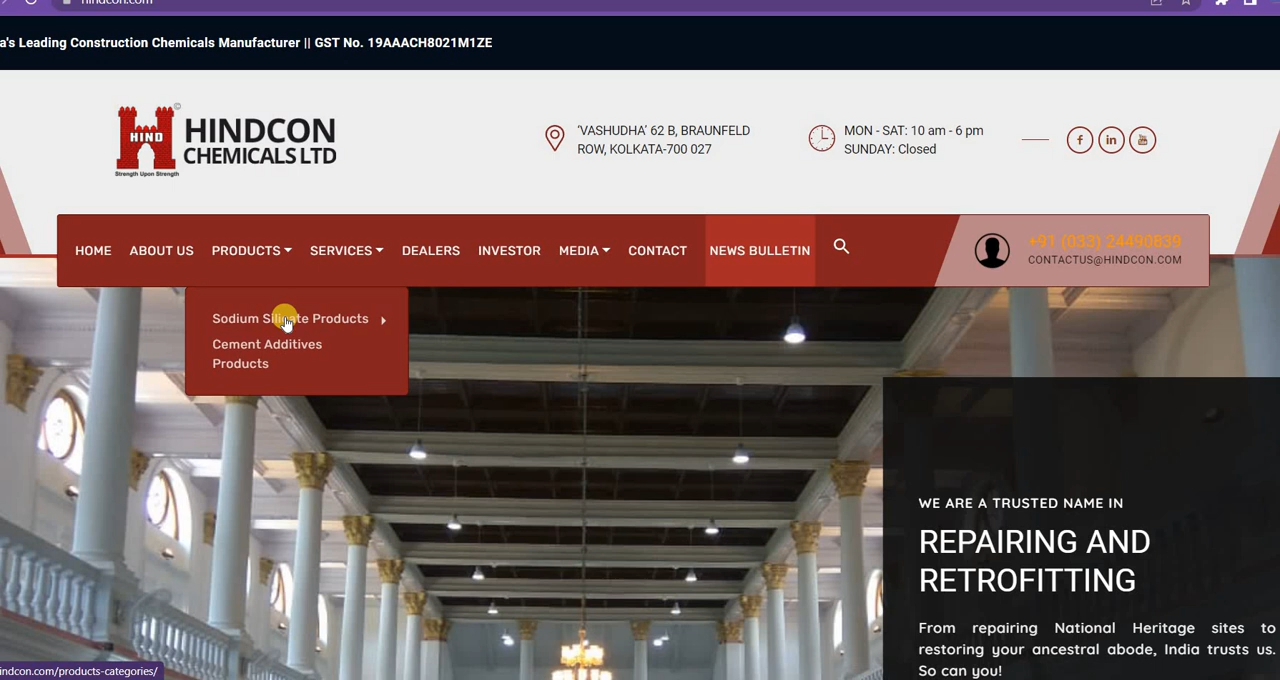 hindcon.com
a's Leading Construction Chemicals Manufacturer || GST No. 19AAACH8021M1ZE
©
HIND
Strength Upon Strength
HINDCON
CHEMICALS LTD
'VASHUDHA' 62 B, BRAUNFELD
ROW, KOLKATA-700 027
MON - SAT: 10 am - 6 pm
SUNDAY: Closed
f in You Tube
HOME ABOUT US PRODUCTS SERVICES DEALERS INVESTOR MEDIA CONTACT NEWS BULLETIN
+91 (033) 24490839
CONTACTUS@HINDCON.COM
Sodium Silicate Products
Cement Additives
Products
WE ARE A TRUSTED NAME IN
REPAIRING AND
RETROFITTING
From repairing National Heritage sites to
restoring your ancestral abode, India trusts us.
So can you!
indcon.com/products-categories/